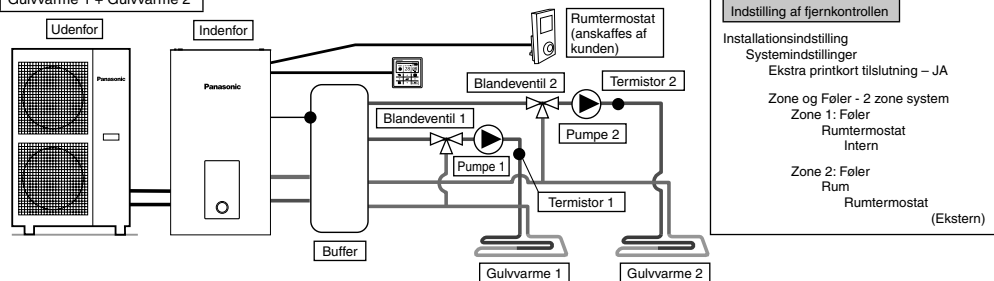 Gulvvarme 1 + Gulvvarme 2
Udenfor
Indenfor
Panasonic
Panasonic
Rumtermostat
(anskaffes af
kunden)
Blandeventil 2
Termistor 2
Blandeventil 1
Pumpe 2
Pumpe 1
Termistor 1
Buffer
Gulvvarme 1
Gulvvarme 2
Indstilling af fjernkontrollen
Installationsindstilling
Systemindstillinger
Ekstra printkort tilslutning – JA
Zone og Føler - 2 zone system
Zone 1: Føler
Rumtermostat
Intern
Zone 2: Føler
Rum
Rumtermostat
(Ekstern)